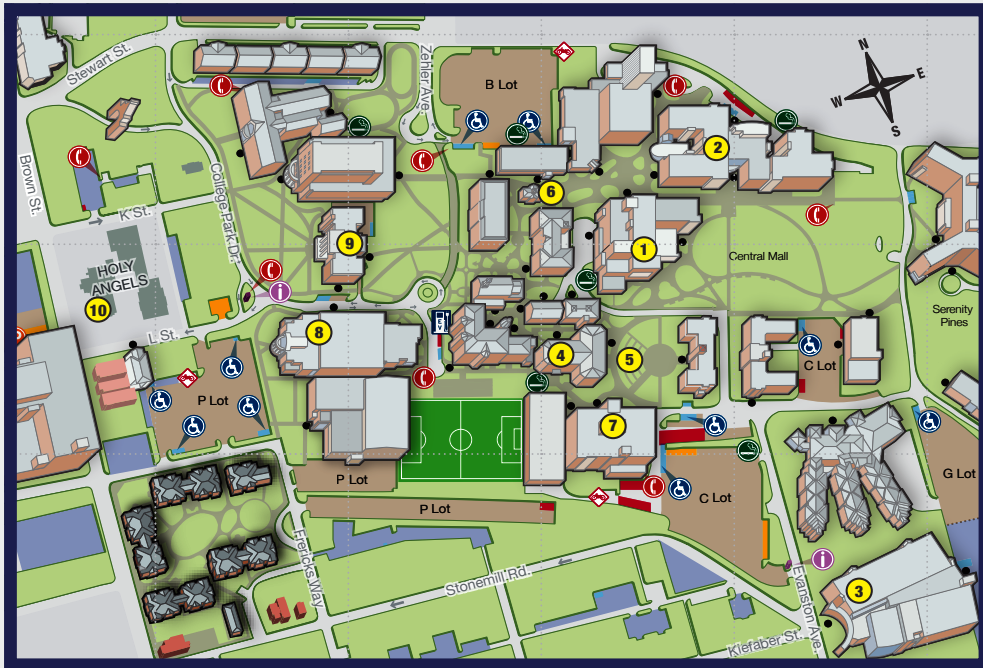 Stewart St.
Zehler Ave.
B Lot
N
E
W
S
Brown St.
College Park Dr.
K St.
2
6
9
1
Central Mall
HOLY
ANGELS
10
i
L St.
8
EV
4
5
Serenity
Pines
C Lot
P Lot
7
P Lot
P Lot
C Lot
G Lot
Frericks Way
Stonemill Rd.
i
Evanston Ave.
3
Kiefaber St.